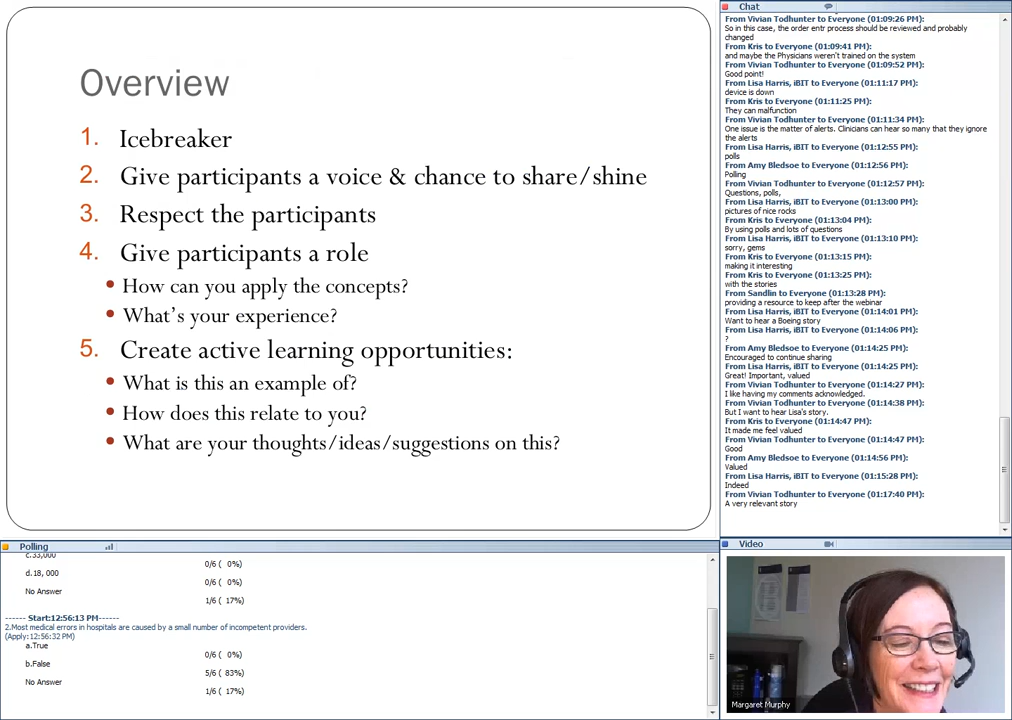 Overview
1. Icebreaker
2. Give participants a voice & chance to share/shine
3. Respect the participants
4. Give participants a role
• How can you apply the concepts?
• What's your experience?
5. Create active learning opportunities:
• What is this an example of?
• How does this relate to you?
• What are your thoughts/ideas/suggestions on this?
Chat
From Vivian Todhunter to Everyone (01:09:26 PM):
So in this case, the order entr process should be reviewed and probably
changed
From Kris to Everyone (01:09:41 PM):
and maybe the Physicians weren't trained on the system
From Vivian Todhunter to Everyone (01:09:52 PM):
Good point!
From Lisa Harris, iBIT to Everyone (01:11:17 PM):
device is down
From Kris to Everyone (01:11:25 PM):
They can malfunction
From Vivian Todhunter to Everyone (01:11:34 PM):
One issue is the matter of alerts. Clinicians can hear so many that they ignore
the alerts
From Lisa Harris, iBIT to Everyone (01:12:55 PM):
polls
From Amy Bledsoe to Everyone (01:12:56 PM):
Polling
From Vivian Todhunter to Everyone (01:12:57 PM):
Questions, polls,
From Lisa Harris, iBIT to Everyone (01:13:00 PM):
pictures of nice rocks
From Kris to Everyone (01:13:04 PM):
By using polls and lots of questions
From Lisa Harris, iBIT to Everyone (01:13:10 PM):
sorry, gems
From Kris to Everyone (01:13:15 PM):
making it interesting
From Kris to Everyone (01:13:25 PM):
with the stories
From Sandlin to Everyone (01:13:28 PM):
providing a resource to keep after the webinar
From Lisa Harris, iBIT to Everyone (01:14:01 PM):
Want to hear a Boeing story
From Lisa Harris, iBIT to Everyone (01:14:06 PM):
?
From Amy Bledsoe to Everyone (01:14:25 PM):
Encouraged to continue sharing
From Lisa Harris, iBIT to Everyone (01:14:25 PM):
Great! Important, valued
From Vivian Todhunter to Everyone (01:14:27 PM):
I like having my comments acknowledged.
From Vivian Todhunter to Everyone (01:14:38 PM):
But I want to hear Lisa's story.
From Kris to Everyone (01:14:47 PM):
It made me feel valued
From Vivian Todhunter to Everyone (01:14:47 PM):
Good
From Amy Bledsoe to Everyone (01:14:56 PM):
Valued
From Lisa Harris, iBIT to Everyone (01:15:28 PM):
Indeed
From Vivian Todhunter to Everyone (01:17:40 PM):
A very relevant story
Polling
c.33,000
0/6 ( 0%)
d.18, 000
0/6 ( 0%)
No Answer
1/6 ( 17%)
------ Start:12:56:13 PM------
2.Most medical errors in hospitals are caused by a small number of incompetent providers.
(Apply:12:56:32 PM)
a.True
0/6 ( 0%)
b.False
5/6 ( 83%)
No Answer
1/6 ( 17%)
Video
Margaret Murphy